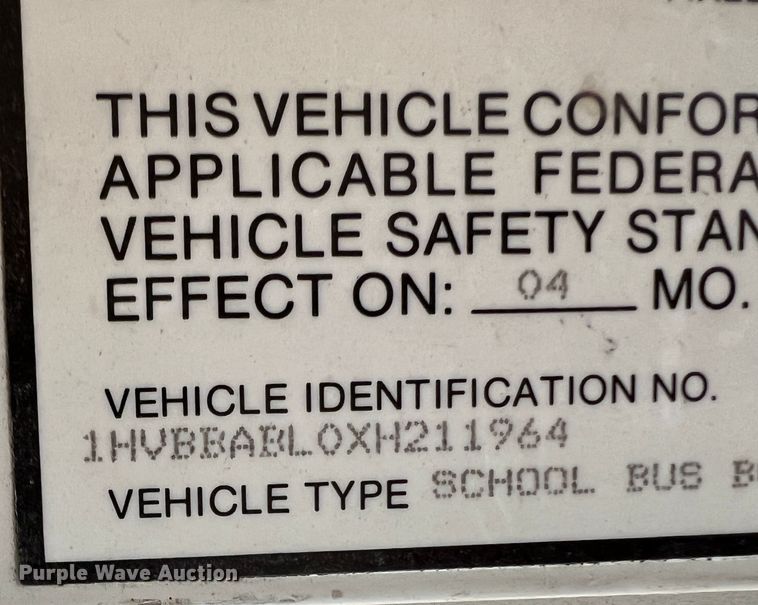 THIS VEHICLE CONFOR
APPLICABLE FEDERA
VEHICLE SAFETY STAN
EFFECT ON: 04 MO.
VEHICLE IDENTIFICATION NO.
1HVBBABL0XH211964
VEHICLE TYPE SCHOOL BUS B
Purple Wave Auction